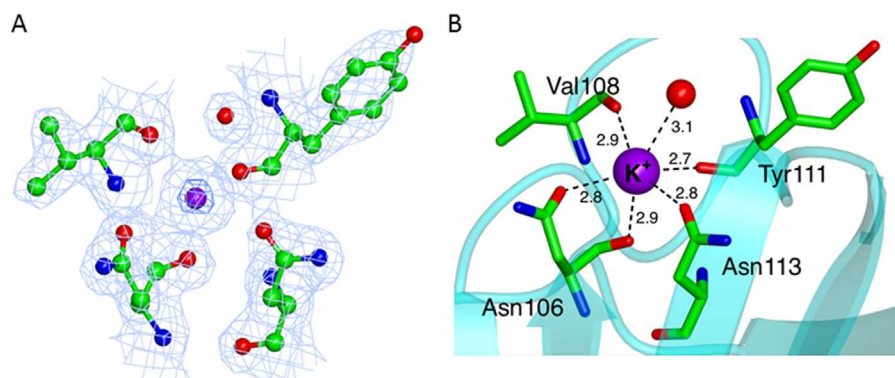 A
B
Val108
3.1
2.9
K+
2.7
Tyr111
2.8
2.8
2.9
Asn113
Asn106